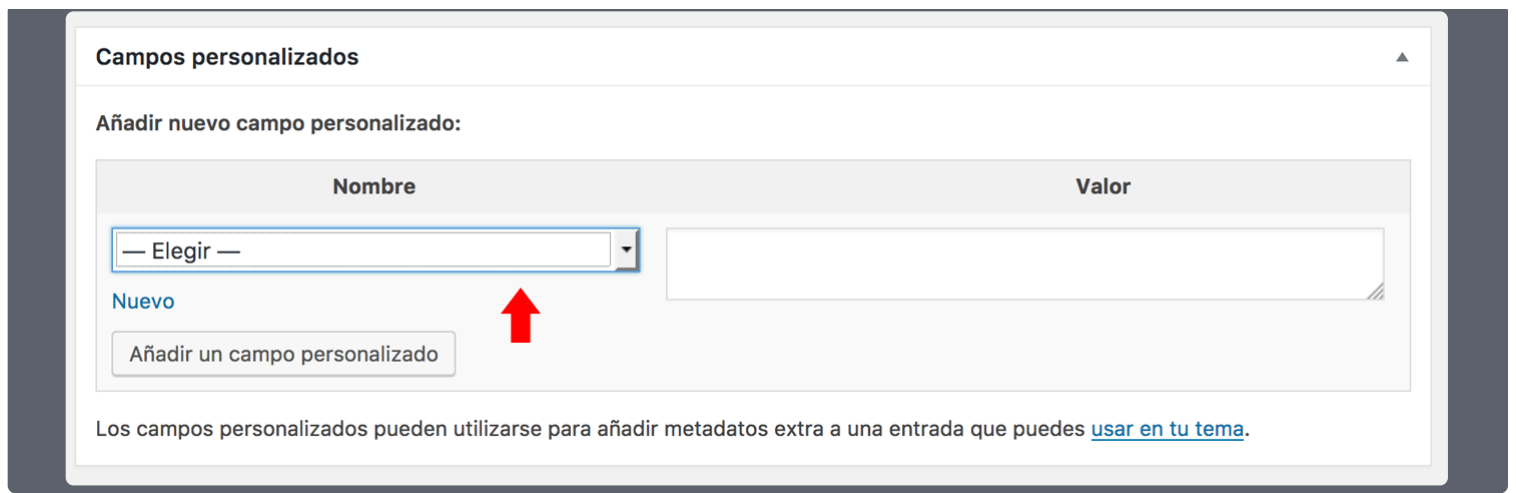 Campos personalizados
Añadir nuevo campo personalizado:
Nombre Valor
— Elegir —
Nuevo
Añadir un campo personalizado
Los campos personalizados pueden utilizarse para añadir metadatos extra a una entrada que puedes usar en tu tema.